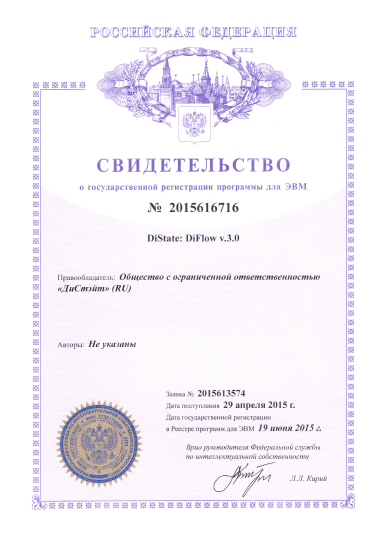 РОССИЙСКАЯ ФЕДЕРАЦИЯ
СВИДЕТЕЛЬСТВО
о государственной регистрации программы для ЭВМ
№ 2015616716
DiState: DiFlow v.3.0
Правообладатель: Общество с ограниченной ответственностью
«ДиСтэйт» (RU)
Авторы: Не указаны
Заявка № 2015613574
Дата поступления 29 апреля 2015 г.
Дата государственной регистрации
в Реестре программ для ЭВМ 19 июня 2015 г.
Врио руководителя Федеральной службы
по интеллектуальной собственности
Л.Л. Кирий